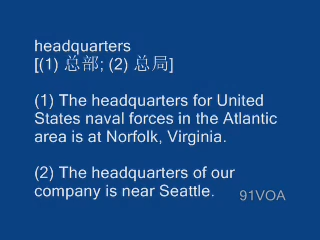 headquarters
[(1) 总部; (2) 总局]
(1) The headquarters for United
States naval forces in the Atlantic
area is at Norfolk, Virginia.
(2) The headquarters of our
company is near Seattle.
91VOA